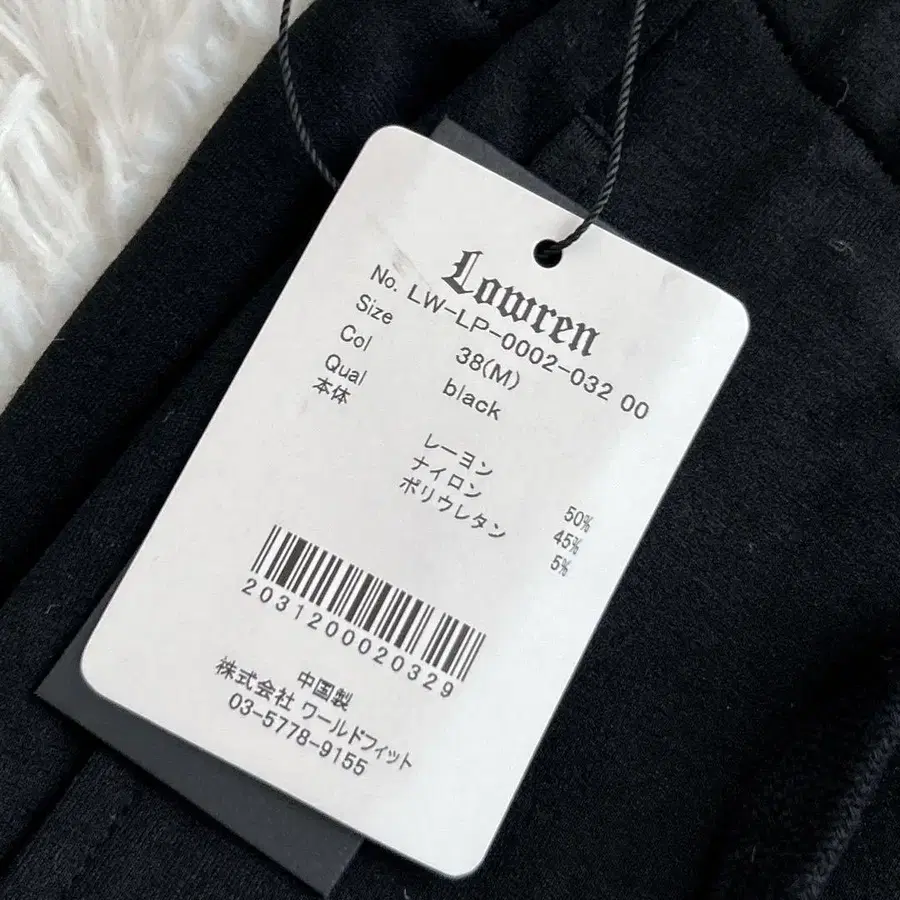 Lowren
No. LW-LP-0002-032 00
Size 38(M)
Col black
Qual
本体
レーヨン 50%
ナイロン 45%
ポリウレタン 5%
2031200020329
中国製
株式会社 ワールドフィット
03-5778-9155